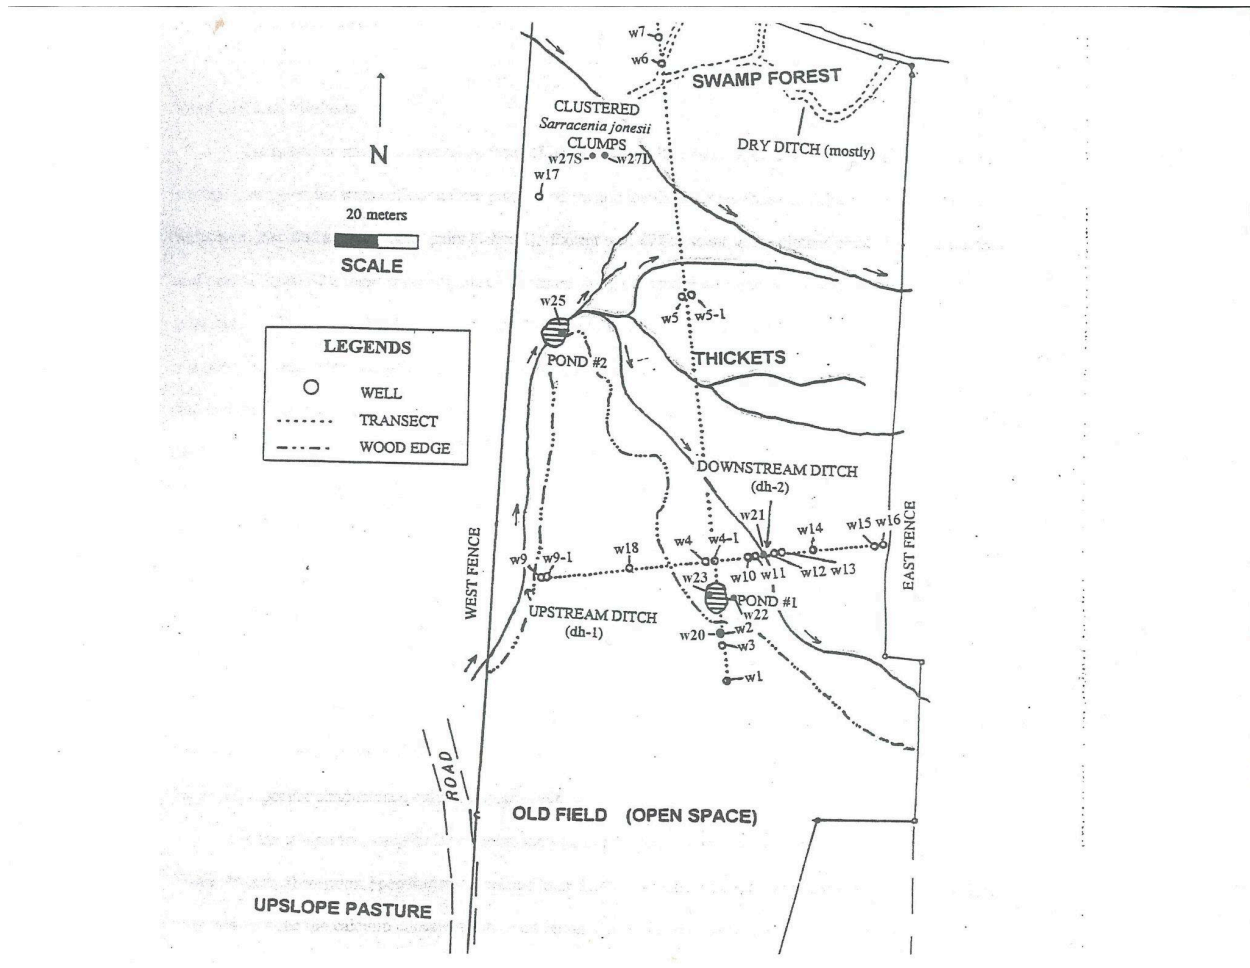 w7
w6
SWAMP FOREST
CLUSTERED
Sarracenia jonesii
CLUMPS
w27S
w27D
DRY DITCH (mostly)
N
w17
20 meters
SCALE
w25
w5
w5-1
LEGENDS
WELL
TRANSECT
WOOD EDGE
POND #2
THICKETS
DOWNSTREAM DITCH
(dh-2)
WEST FENCE
EAST FENCE
w21
w14
w15
w16
w9
w9-1
w18
w4
w4-1
w10
w11
w12
w13
w23
POND #1
w22
UPSTREAM DITCH
(dh-1)
w20
w2
w3
w1
ROAD
OLD FIELD (OPEN SPACE)
UPSLOPE PASTURE